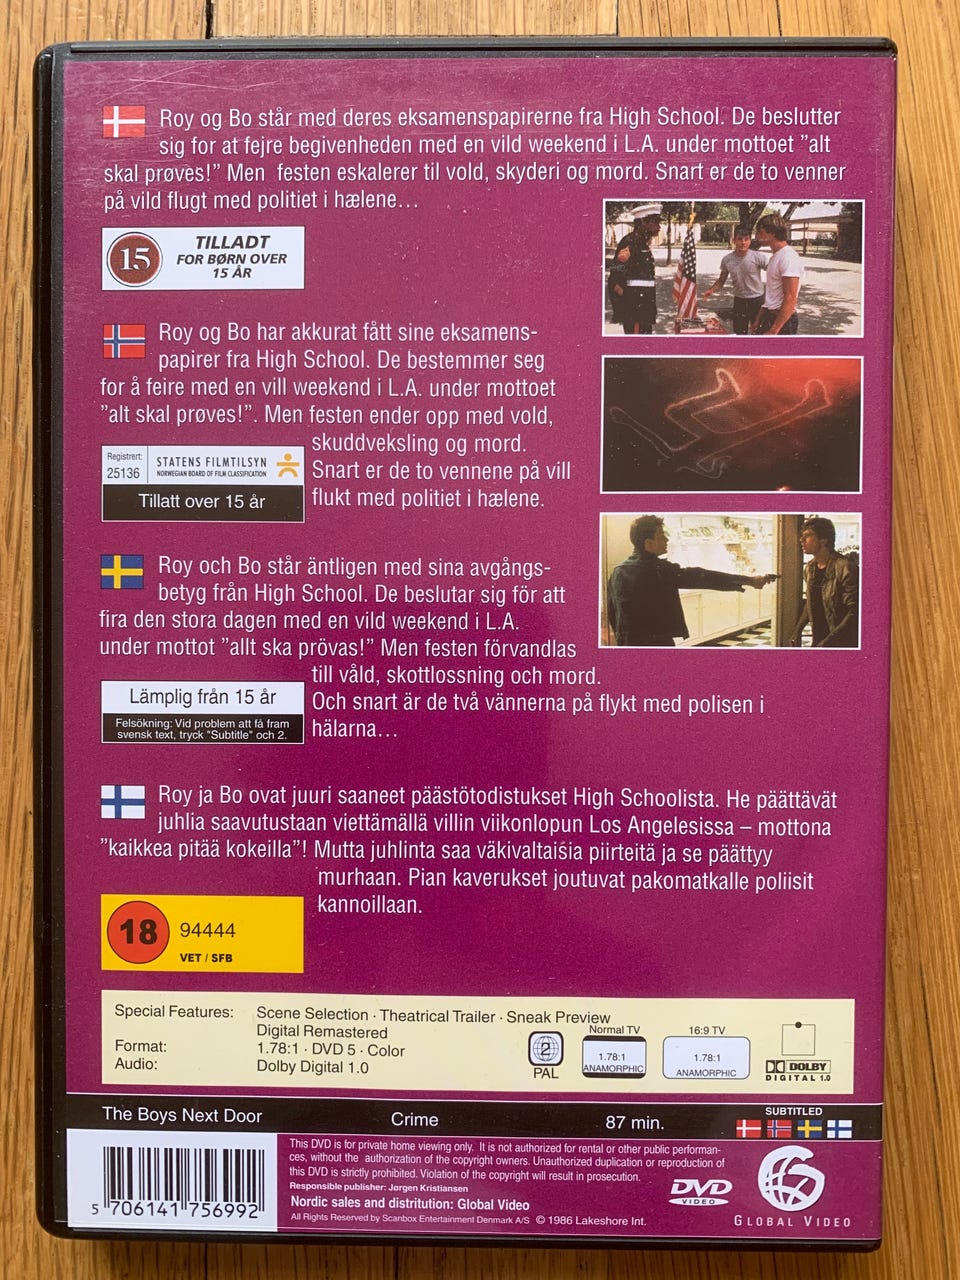 Roy og Bo står med deres eksamenspapirerne fra High School. De beslutter
sig for at fejre begivenheden med en vild weekend i L.A. under mottoet ”alt
skal prøves!” Men festen eskalerer til vold, skyderi og mord. Snart er de to venner
på vild flugt med politiet i hælene...
15
TILLADT
FOR BØRN OVER
15 ÅR
Roy og Bo har akkurat fått sine eksamens-
papirer fra High School. De bestemmer seg
for å feire med en vill weekend i L.A. under mottoet
”alt skal prøves!”. Men festen ender opp med vold,
skuddveksling og mord.
Snart er de to vennene på vill
flukt med politiet i hælene.
Registrert:
25136
STATENS FILMTILSYN
NORWEGIAN BOARD OF FILM CLASSIFICATION
Tillatt over 15 år
Roy och Bo står äntligen med sina avgångs-
betyg från High School. De beslutar sig för att
fira den stora dagen med en vild weekend i L.A.
under mottot ”allt ska prövas!” Men festen förvandlas
till våld, skottlossning och mord.
Och snart är de två vännerna på flykt med polisen i
hälarna...
Lämplig från 15 år
Felsökning: Vid problem att få fram
svensk text, tryck "Subtitle" och 2.
Roy ja Bo ovat juuri saaneet päästötodistukset High Schoolista. He päättävät
juhlia saavutustaan viettämällä villin viikonlopun Los Angelesissa – mottona
”kaikkea pitää kokeilla”! Mutta juhlinta saa väkivaltaisia piirteitä ja se päättyy
murhaan. Pian kaverukset joutuvat pakomatkalle poliisit
kannoillaan.
18
94444
VET / SFB
Special Features: Scene Selection · Theatrical Trailer · Sneak Preview
Digital Remastered
Format: 1.78:1 · DVD 5 · Color
Audio: Dolby Digital 1.0
2
PAL
Normal TV
1.78:1
ANAMORPHIC
16:9 TV
1.78:1
ANAMORPHIC
DOLBY
DIGITAL 1.0
The Boys Next Door
Crime
87 min.
SUBTITLED
This DVD is for private home viewing only. It is not authorized for rental or other public performan-
ces, without the authorization of the copyright owners. Unauthorized duplication or reproduction of
this DVD is strictly prohibited. Violation of the copyright will result in prosecution.
Responsible publisher: Jørgen Kristiansen
Nordic sales and distritution: Global Video
All Rights Reserved by Scanbox Entertainment Denmark A/S © 1986 Lakeshore Int.
5 706141 756992
DVD
VIDEO
GLOBAL VIDEO